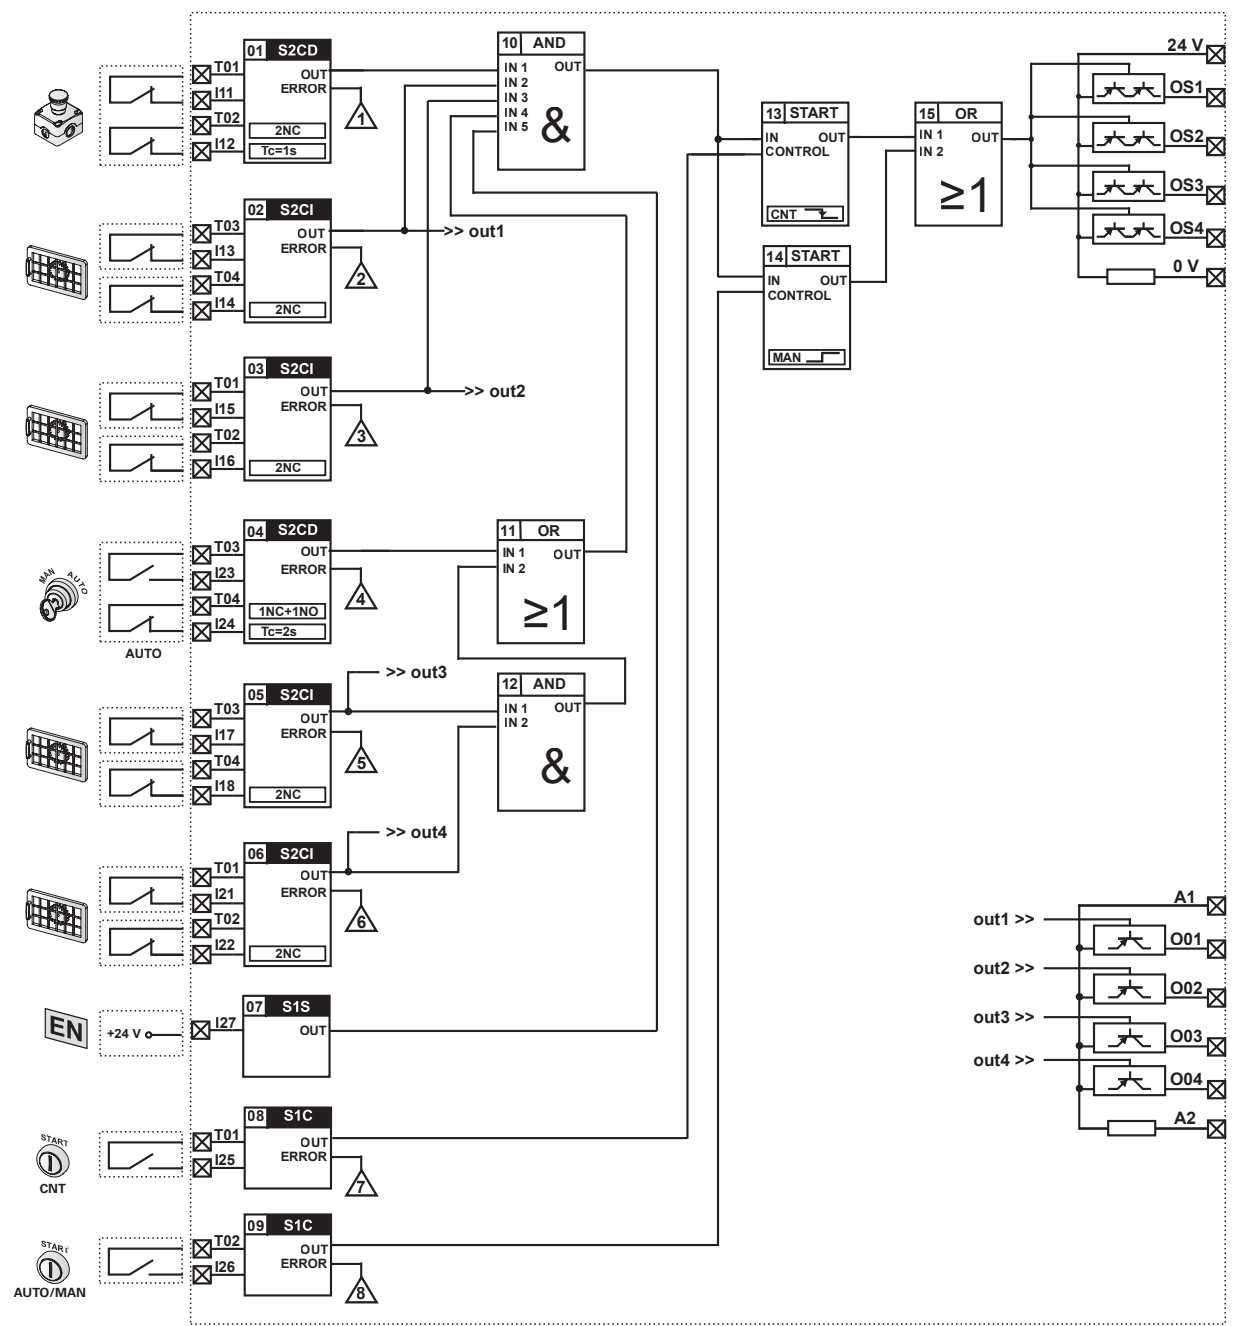 01 S2CD
T01
I11
T02
I12
OUT
ERROR
1
2NC
Tc=1s
02 S2CI
T03
I13
T04
I14
OUT
ERROR
2
2NC
>> out1
03 S2CI
T01
I15
T02
I16
OUT
ERROR
3
2NC
>> out2
MAN AUTO
AUTO
04 S2CD
T03
I23
T04
I24
OUT
ERROR
4
1NC+1NO
Tc=2s
05 S2CI
T03
I17
T04
I18
OUT
ERROR
5
2NC
>> out3
06 S2CI
T01
I21
T02
I22
OUT
ERROR
6
2NC
>> out4
EN
+24 V
I27
07 S1S
OUT
START
CNT
T01
I25
08 S1C
OUT
ERROR
7
START
AUTO/MAN
T02
I26
09 S1C
OUT
ERROR
8
10 AND
IN 1
IN 2
IN 3
IN 4
IN 5
OUT
&
11 OR
IN 1
IN 2
OUT
≥1
12 AND
IN 1
IN 2
OUT
&
13 START
IN
CONTROL
OUT
CNT
14 START
IN
CONTROL
OUT
MAN
15 OR
IN 1
IN 2
OUT
≥1
24 V
OS1
OS2
OS3
OS4
0 V
A1
out1 >>
O01
out2 >>
O02
out3 >>
O03
out4 >>
O04
A2